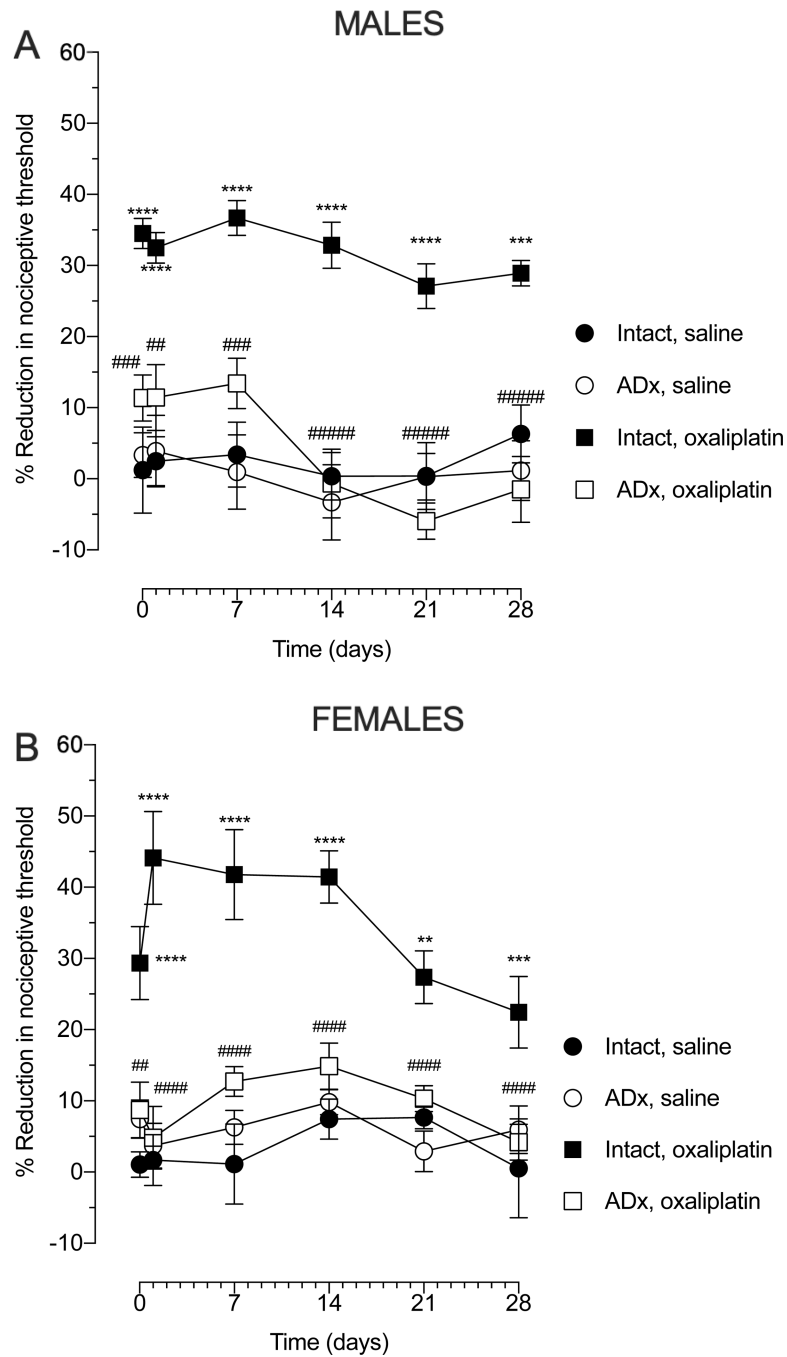 MALES
A
60
50
40
30
20
10
0
-10
% Reduction in nociceptive threshold
****
****
****
****
****
***
###
##
###
#####
#####
#####
Intact, saline
ADx, saline
Intact, oxaliplatin
ADx, oxaliplatin
0 7 14 21 28
Time (days)
FEMALES
B
60
50
40
30
20
10
0
-10
% Reduction in nociceptive threshold
****
****
****
****
**
***
##
####
####
####
####
####
Intact, saline
ADx, saline
Intact, oxaliplatin
ADx, oxaliplatin
0 7 14 21 28
Time (days)